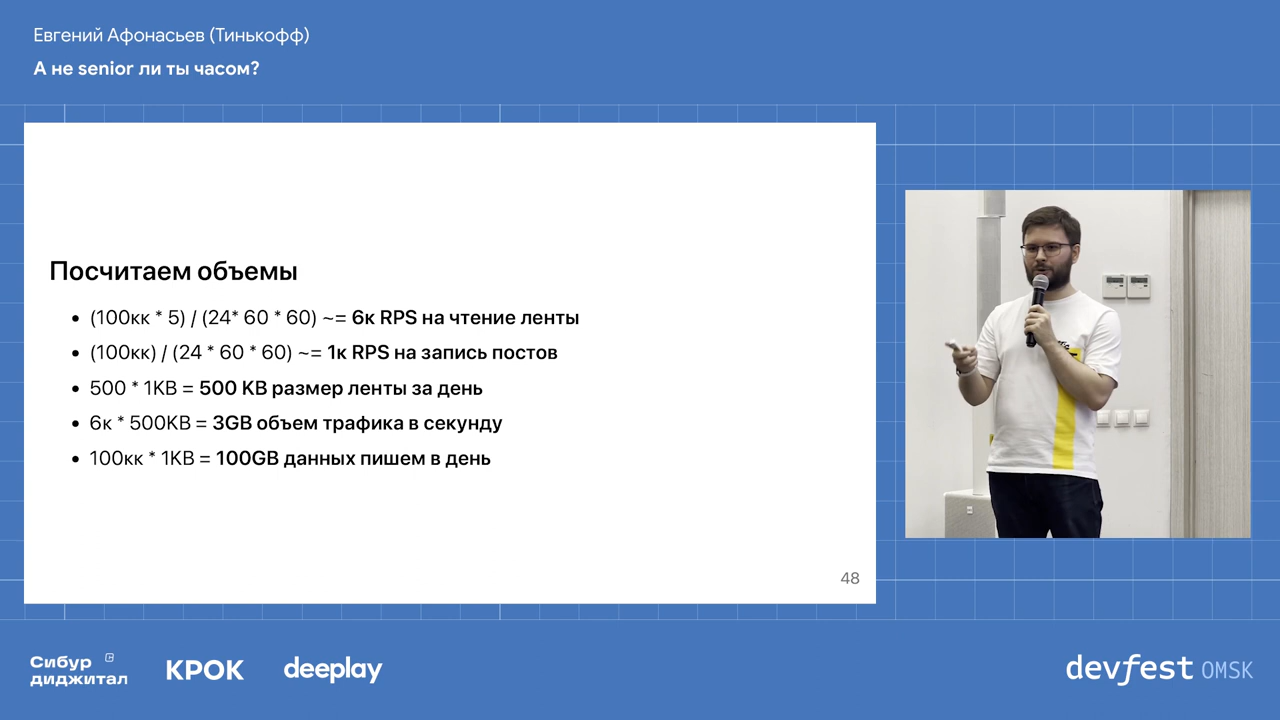 Евгений Афонасьев (Тинькофф)
А не senior ли ты часом?
Посчитаем объемы
• (100кк * 5) / (24* 60 * 60) ~= 6к RPS на чтение ленты
• (100кк) / (24 * 60 * 60) ~= 1к RPS на запись постов
• 500 * 1KB = 500 KB размер ленты за день
• 6к * 500KB = 3GB объем трафика в секунду
• 100кк * 1KB = 100GB данных пишем в день
48
Сибур
диджитал
КРОК
deeplay
devfest OMSK